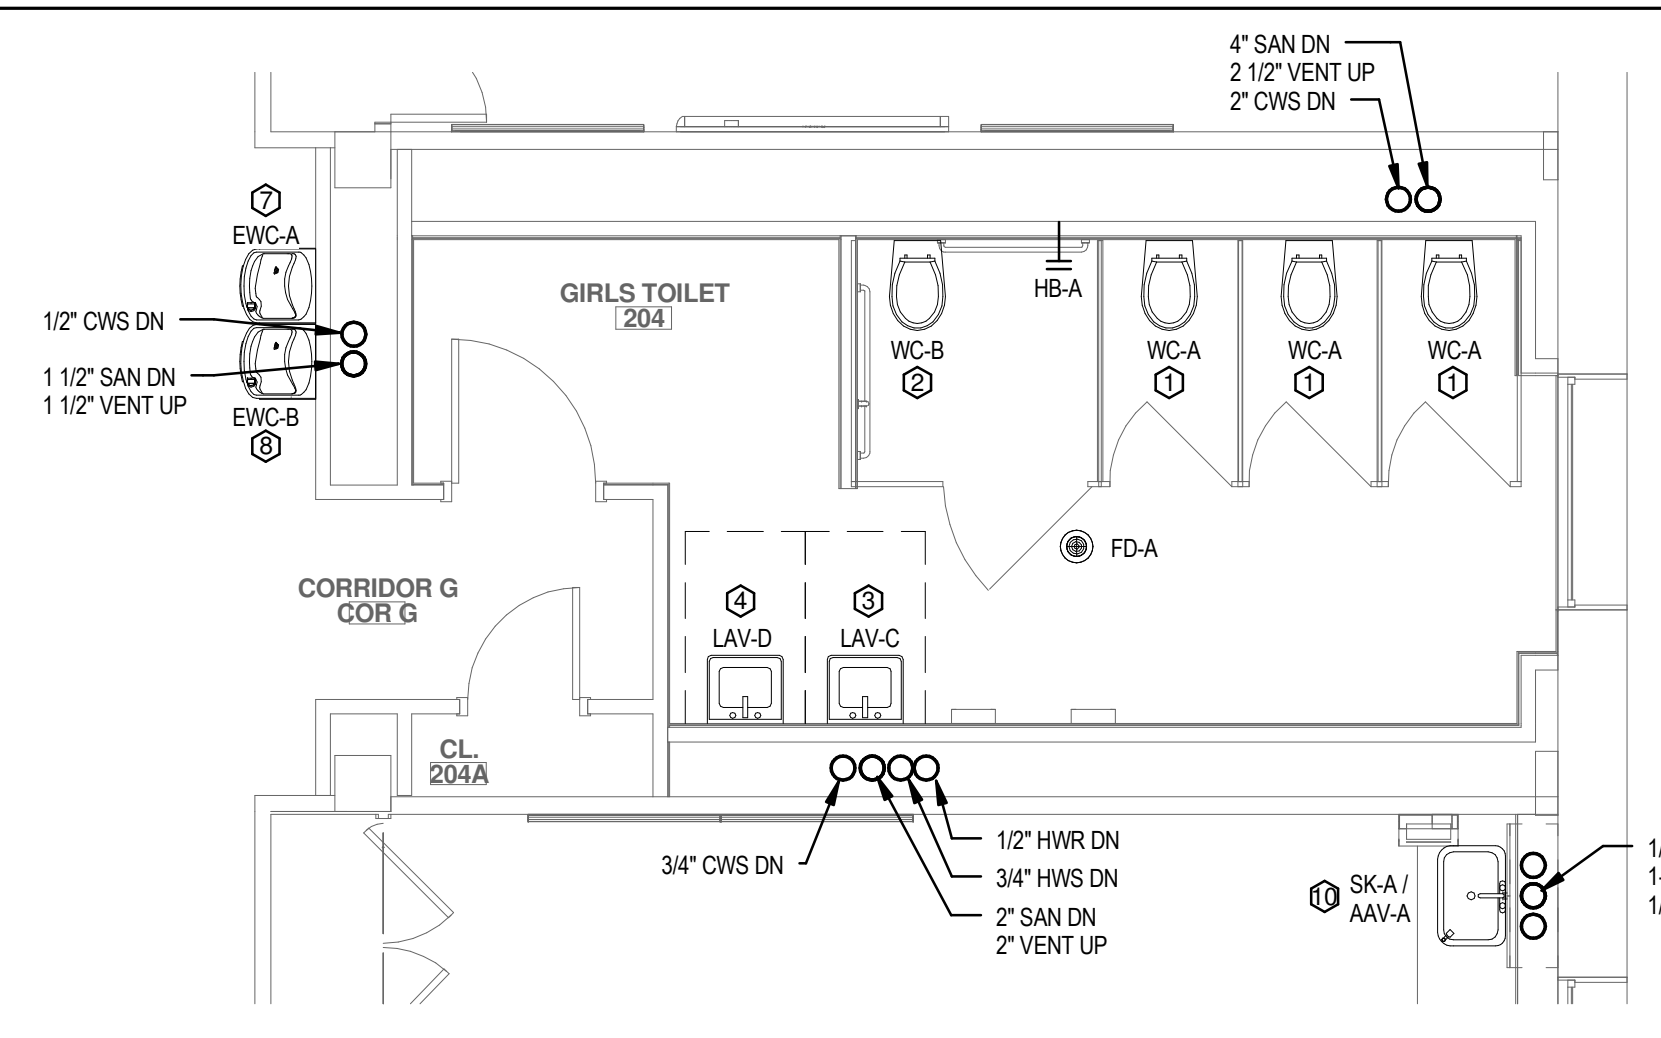 4" SAN DN
2 1/2" VENT UP
2" CWS DN
7
EWC-A
1/2" CWS DN
1 1/2" SAN DN
1 1/2" VENT UP
EWC-B
8
GIRLS TOILET
204
HB-A
WC-B
2
WC-A
1
WC-A
1
WC-A
1
FD-A
CORRIDOR G
COR G
4
LAV-D
3
LAV-C
CL.
204A
3/4" CWS DN
1/2" HWR DN
3/4" HWS DN
2" SAN DN
2" VENT UP
10
SK-A /
AAV-A
1/
1-
1/